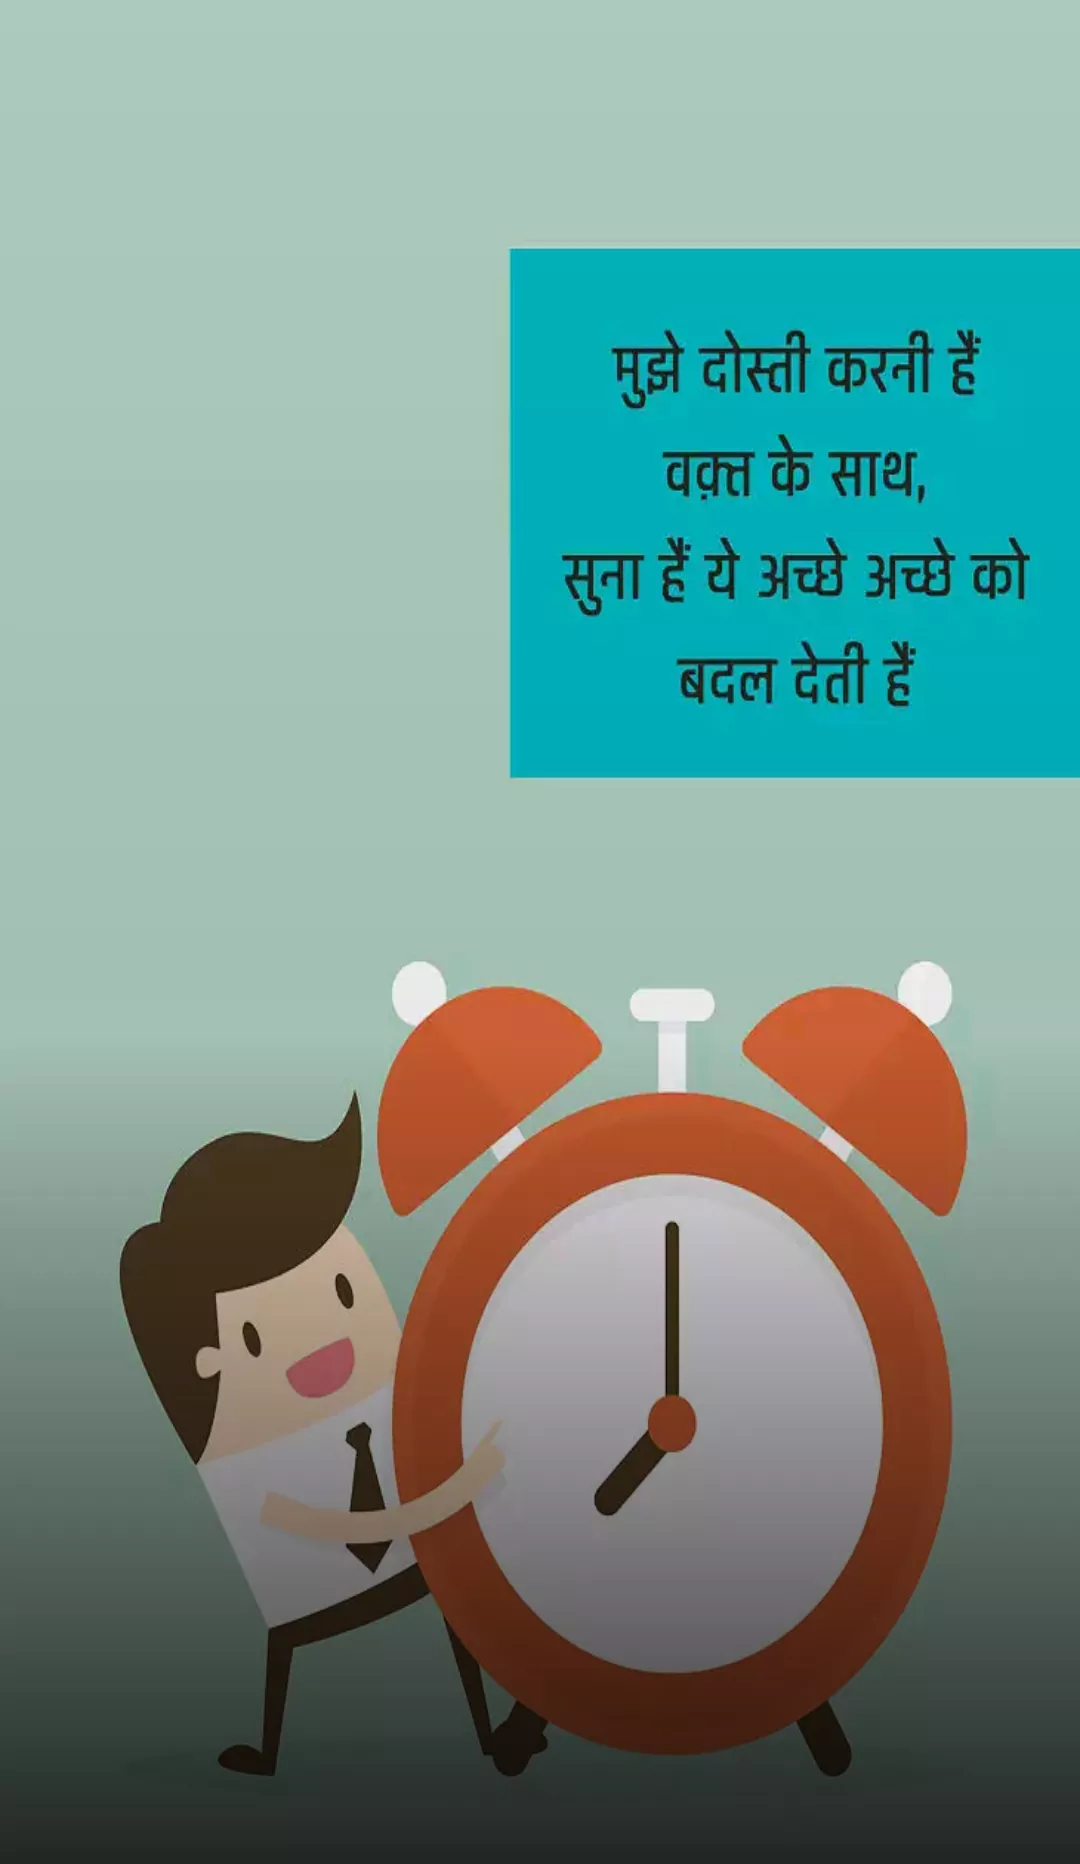 मुझे दोस्ती करनी हैं
वक़्त के साथ,
सुना हैं ये अच्छे अच्छे को
बदल देती हैं